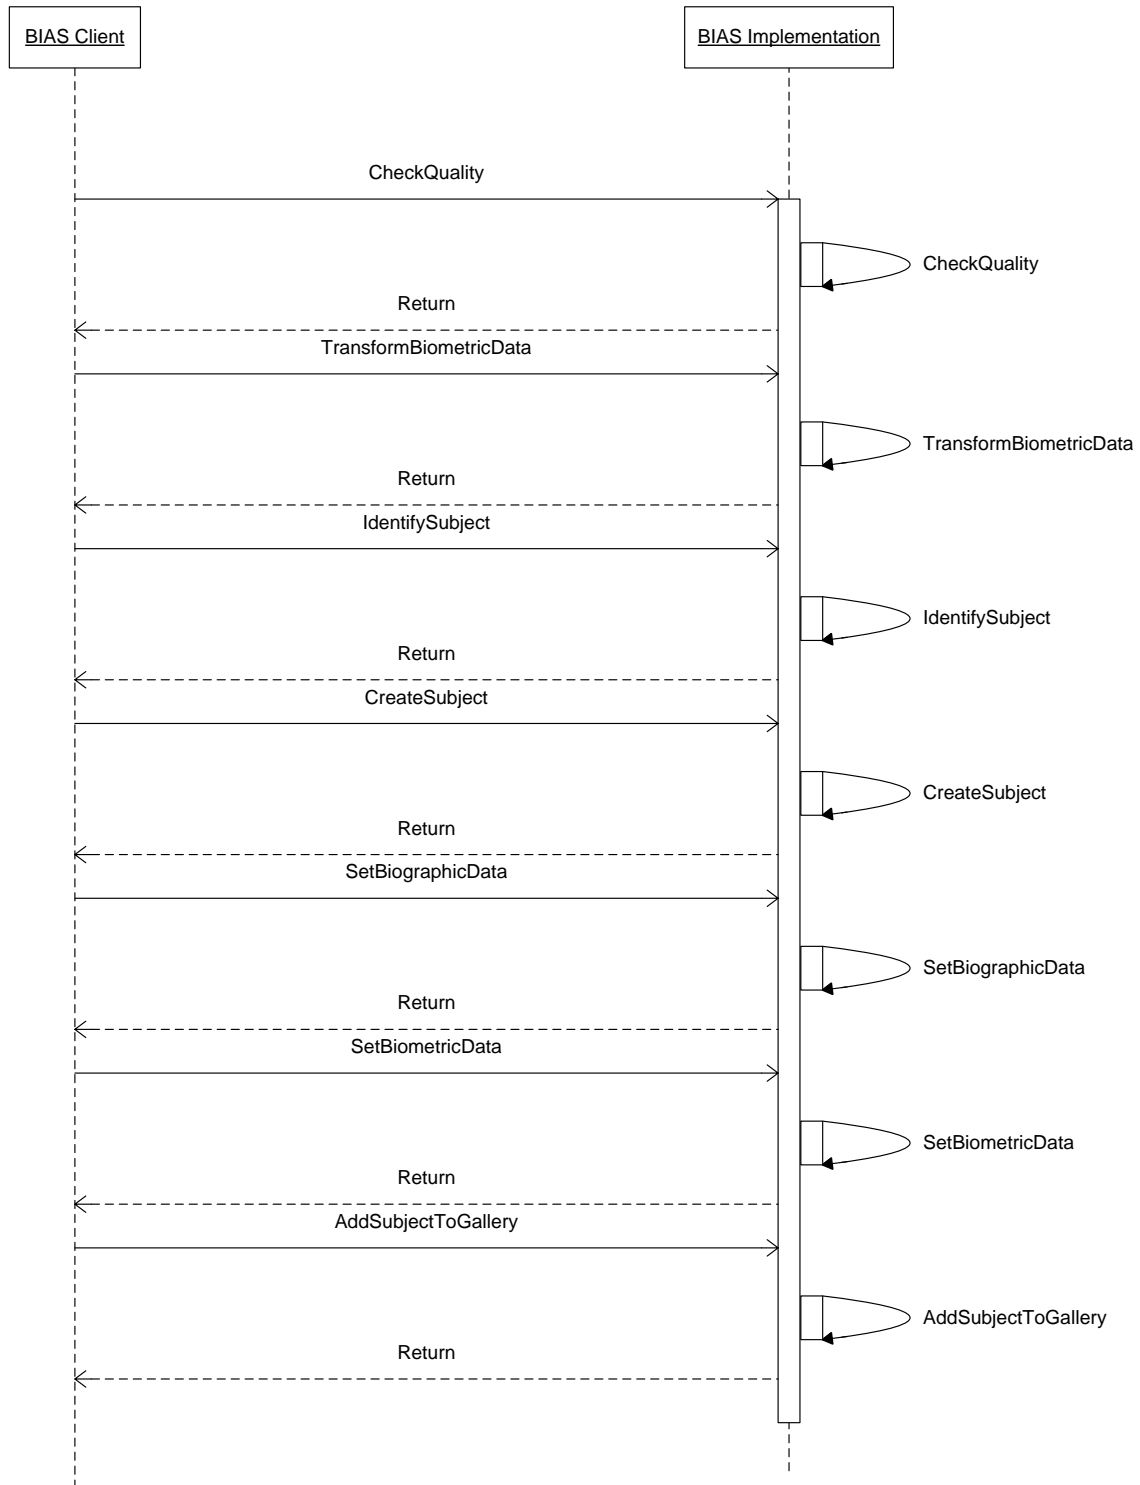 BIAS Client
BIAS Implementation
CheckQuality
CheckQuality
Return
TransformBiometricData
TransformBiometricData
Return
IdentifySubject
IdentifySubject
Return
CreateSubject
CreateSubject
Return
SetBiographicData
SetBiographicData
Return
SetBiometricData
SetBiometricData
Return
AddSubjectToGallery
AddSubjectToGallery
Return